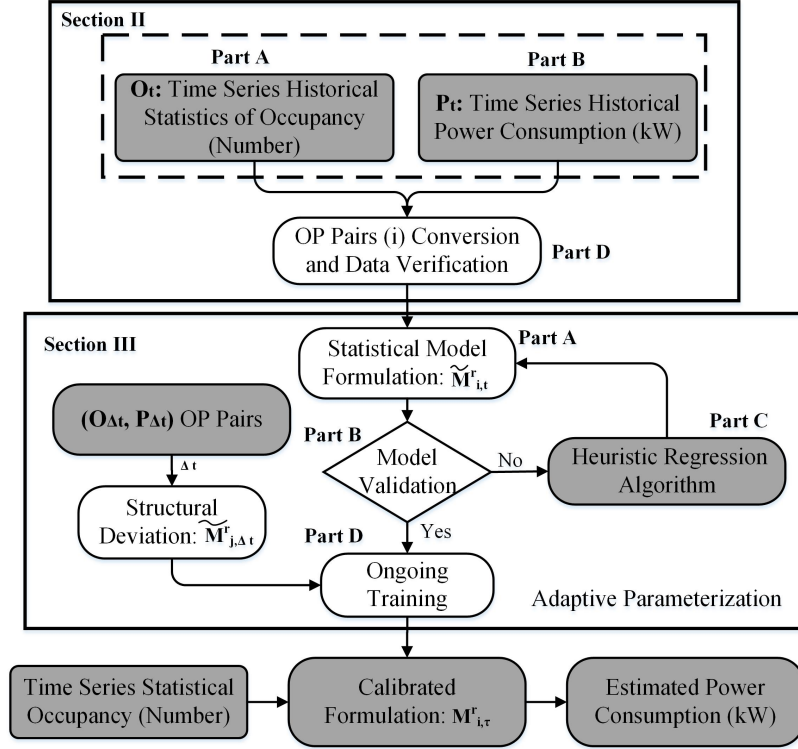 Section II
Part A
Part B
Ot: Time Series Historical
Statistics of Occupancy
(Number)
Pt: Time Series Historical
Power Consumption (kW)
OP Pairs (i) Conversion
and Data Verification
Part D
Section III
Part A
Statistical Model
Formulation: M̃ʳi,t
(OΔt, PΔt) OP Pairs
Part B
Part C
Δ t
Model
Validation
No
Heuristic Regression
Algorithm
Structural
Deviation: M̃ʳj,Δ t
Yes
Part D
Ongoing
Training
Adaptive Parameterization
Time Series Statistical
Occupancy (Number)
Calibrated
Formulation: Mʳi,τ
Estimated Power
Consumption (kW)